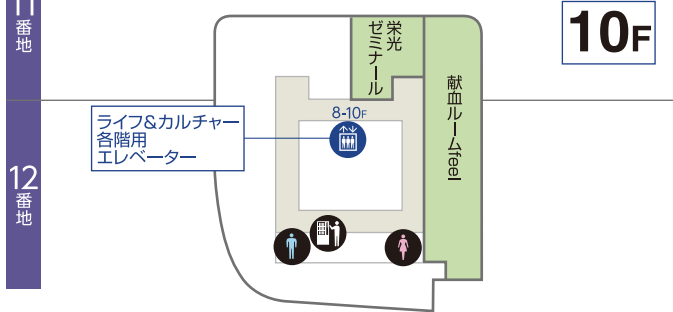 11
番地
10F
栄光
ゼミナール
献血ルームfeel
8-10F
ライフ&カルチャー
各階用
エレベーター
12
番地